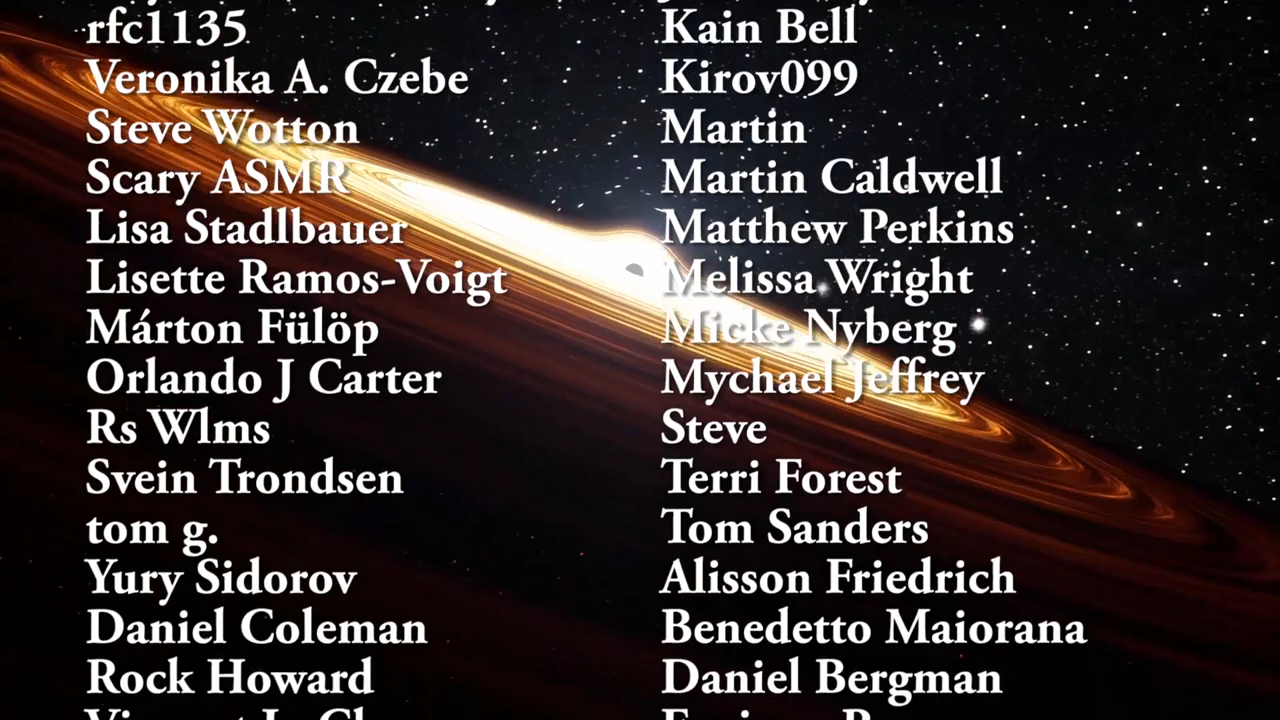 rfc1135
Veronika A. Czebe
Steve Wotton
Scary ASMR
Lisa Stadlbauer
Lisette Ramos-Voigt
Márton Fülöp
Orlando J Carter
Rs Wlms
Svein Trondsen
tom g.
Yury Sidorov
Daniel Coleman
Rock Howard
Kain Bell
Kirov099
Martin
Martin Caldwell
Matthew Perkins
Melissa Wright
Micke Nyberg
Mychael Jeffrey
Steve
Terri Forest
Tom Sanders
Alisson Friedrich
Benedetto Maiorana
Daniel Bergman